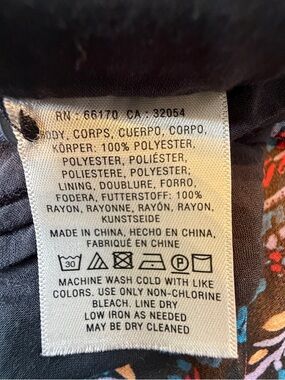 RN : 66170 CA : 32054
BODY, CORPS, CUERPO, CORPO,
KÖRPER: 100% POLYESTER,
POLYESTER, POLIÉSTER,
POLIESTERE, POLYESTER;
LINING, DOUBLURE, FORRO,
FODERA, FUTTERSTOFF: 100%
RAYON, RAYONNE, RAYÓN, RAYON,
KUNSTSEIDE
MADE IN CHINA, HECHO EN CHINA,
FABRIQUÉ EN CHINE
30 P
MACHINE WASH COLD WITH LIKE
COLORS. USE ONLY NON-CHLORINE
BLEACH. LINE DRY
LOW IRON AS NEEDED
MAY BE DRY CLEANED